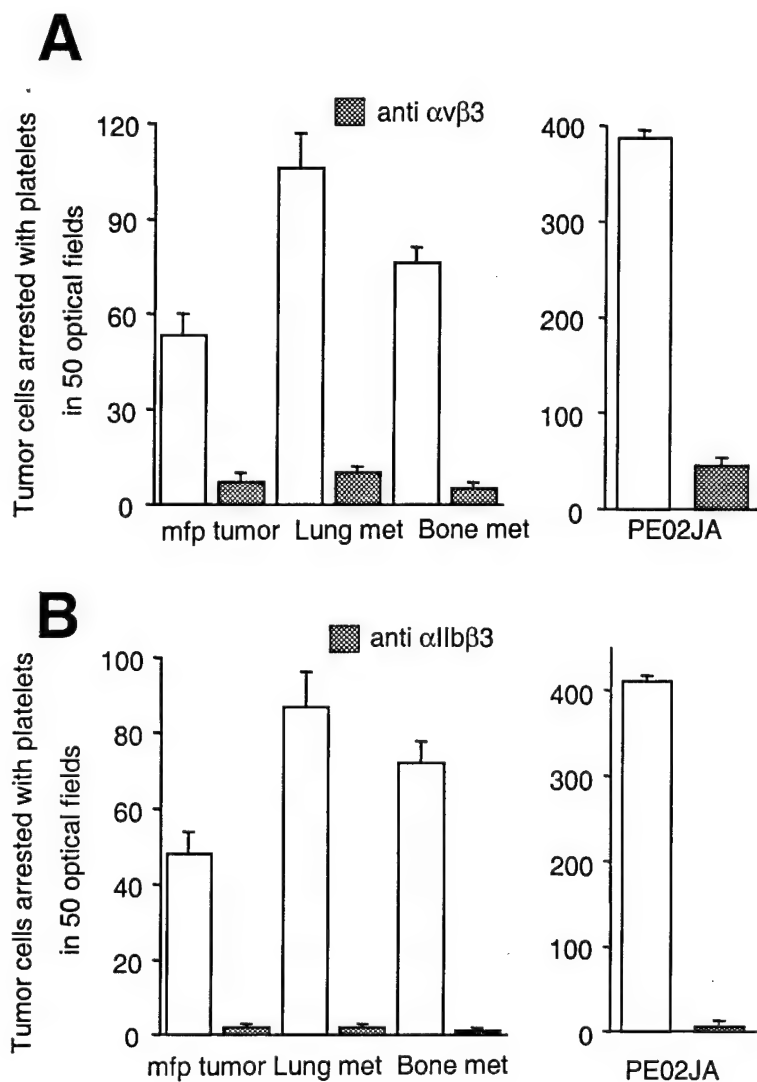 A
anti αvβ3
Tumor cells arrested with platelets
in 50 optical fields
120
90
60
30
0
mfp tumor Lung met Bone met
400
300
200
100
0
PE02JA
B
anti αIIbβ3
Tumor cells arrested with platelets
in 50 optical fields
100
80
60
40
20
0
mfp tumor Lung met Bone met
400
300
200
100
0
PE02JA